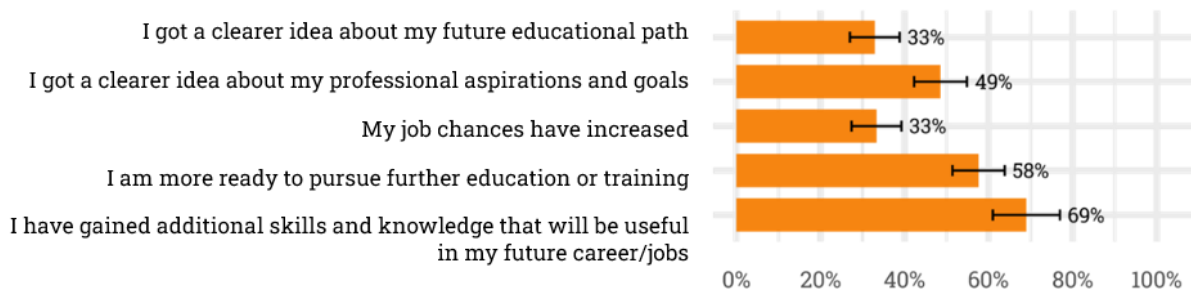 I got a clearer idea about my future educational path
33%
I got a clearer idea about my professional aspirations and goals
49%
My job chances have increased
33%
I am more ready to pursue further education or training
58%
I have gained additional skills and knowledge that will be useful
in my future career/jobs
69%
0% 20% 40% 60% 80% 100%